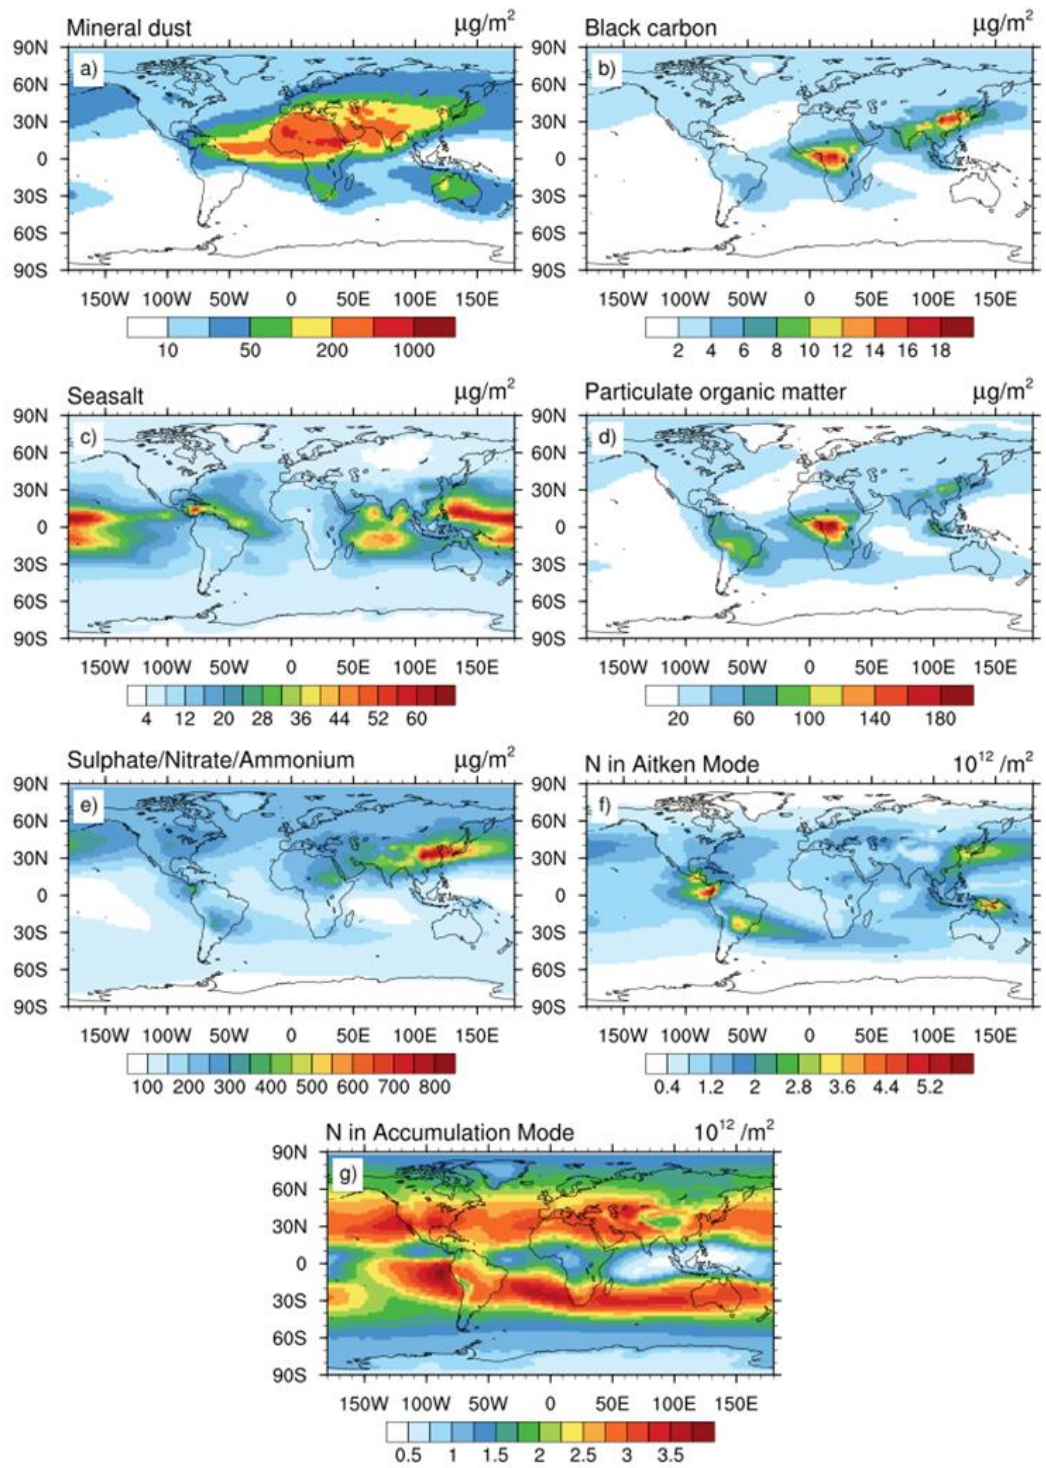 Mineral dust µg/m² Black carbon µg/m²
90N a) 90N b)
60N 60N
30N 30N
0 0
30S 30S
60S 60S
90S 90S
150W 100W 50W 0 50E 100E 150E 150W 100W 50W 0 50E 100E 150E
10 50 200 1000 2 4 6 8 10 12 14 16 18
Seasalt µg/m² Particulate organic matter µg/m²
90N c) 90N d)
60N 60N
30N 30N
0 0
30S 30S
60S 60S
90S 90S
150W 100W 50W 0 50E 100E 150E 150W 100W 50W 0 50E 100E 150E
4 12 20 28 36 44 52 60 20 60 100 140 180
Sulphate/Nitrate/Ammonium µg/m² N in Aitken Mode 10¹² /m²
90N e) 90N f)
60N 60N
30N 30N
0 0
30S 30S
60S 60S
90S 90S
150W 100W 50W 0 50E 100E 150E 150W 100W 50W 0 50E 100E 150E
100 200 300 400 500 600 700 800 0.4 1.2 2 2.8 3.6 4.4 5.2
N in Accumulation Mode 10¹² /m²
90N g)
60N
30N
0
30S
60S
90S
150W 100W 50W 0 50E 100E 150E
0.5 1 1.5 2 2.5 3 3.5